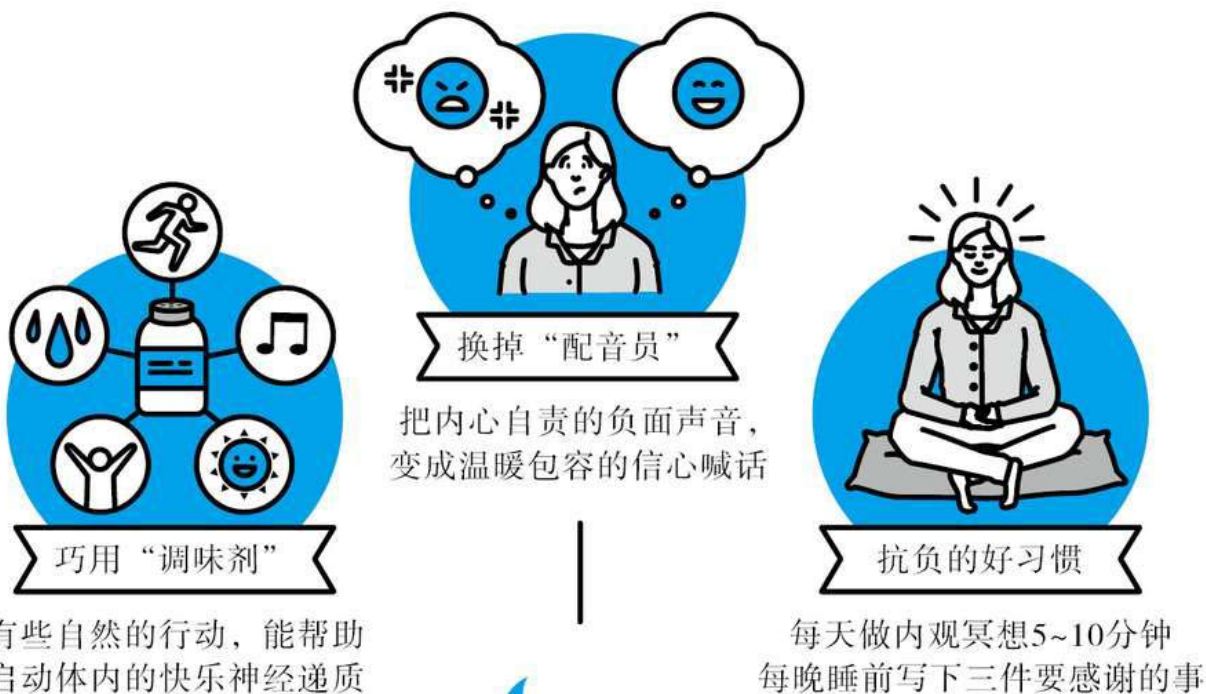 换掉“配音员”
把内心自责的负面声音，
变成温暖包容的信心喊话
巧用“调味剂”
有些自然的行动，能帮助
启动体内的快乐神经递质
抗负的好习惯
每天做内观冥想5~10分钟
每晚睡前写下三件要感谢的事